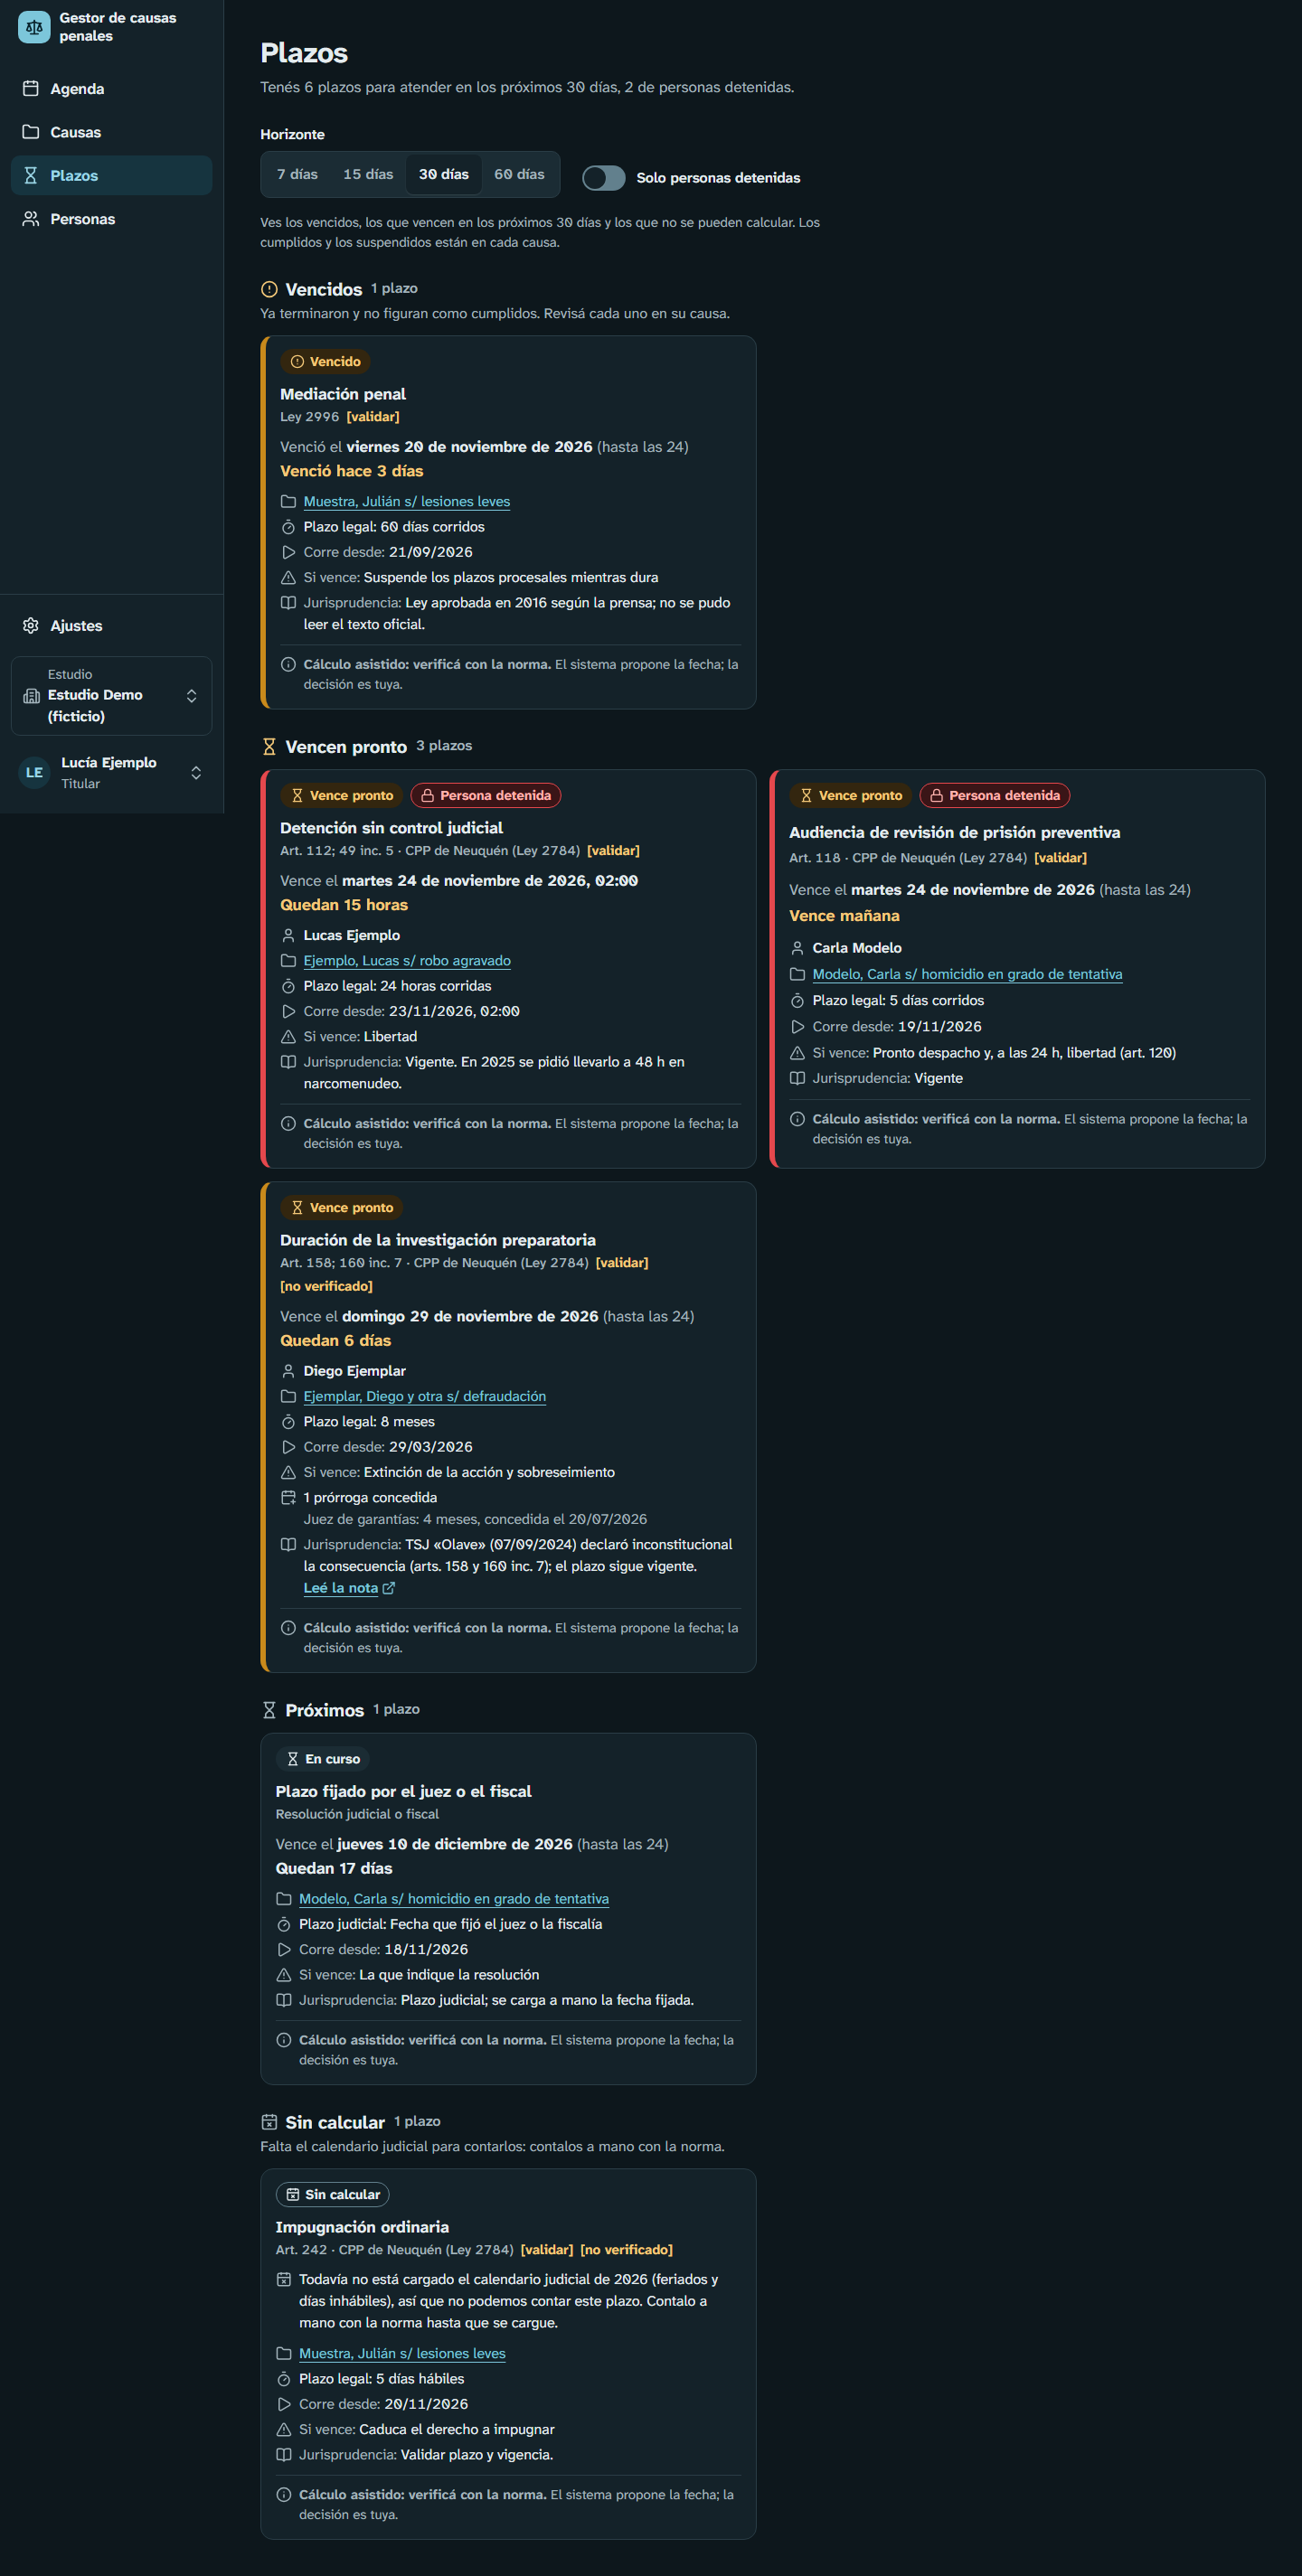 Gestor de causas
penales
Agenda
Causas
Plazos
Personas
Ajustes
Estudio
Estudio Demo
(ficticio)
LE
Lucía Ejemplo
Titular
Plazos
Tenés 6 plazos para atender en los próximos 30 días, 2 de personas detenidas.
Horizonte
7 días 15 días 30 días 60 días Solo personas detenidas
Ves los vencidos, los que vencen en los próximos 30 días y los que no se pueden calcular. Los
cumplidos y los suspendidos están en cada causa.
Vencidos 1 plazo
Ya terminaron y no figuran como cumplidos. Revisá cada uno en su causa.
Vencido
Mediación penal
Ley 2996 [validar]
Venció el viernes 20 de noviembre de 2026 (hasta las 24)
Venció hace 3 días
Muestra, Julián s/ lesiones leves
Plazo legal: 60 días corridos
Corre desde: 21/09/2026
Si vence: Suspende los plazos procesales mientras dura
Jurisprudencia: Ley aprobada en 2016 según la prensa; no se pudo
leer el texto oficial.
Cálculo asistido: verificá con la norma. El sistema propone la fecha; la
decisión es tuya.
Vencen pronto 3 plazos
Vence pronto Persona detenida
Detención sin control judicial
Art. 112; 49 inc. 5 · CPP de Neuquén (Ley 2784) [validar]
Vence el martes 24 de noviembre de 2026, 02:00
Quedan 15 horas
Lucas Ejemplo
Ejemplo, Lucas s/ robo agravado
Plazo legal: 24 horas corridas
Corre desde: 23/11/2026, 02:00
Si vence: Libertad
Jurisprudencia: Vigente. En 2025 se pidió llevarlo a 48 h en
narcomenudeo.
Cálculo asistido: verificá con la norma. El sistema propone la fecha; la
decisión es tuya.
Vence pronto Persona detenida
Audiencia de revisión de prisión preventiva
Art. 118 · CPP de Neuquén (Ley 2784) [validar]
Vence el martes 24 de noviembre de 2026 (hasta las 24)
Vence mañana
Carla Modelo
Modelo, Carla s/ homicidio en grado de tentativa
Plazo legal: 5 días corridos
Corre desde: 19/11/2026
Si vence: Pronto despacho y, a las 24 h, libertad (art. 120)
Jurisprudencia: Vigente
Cálculo asistido: verificá con la norma. El sistema propone la fecha; la
decisión es tuya.
Vence pronto
Duración de la investigación preparatoria
Art. 158; 160 inc. 7 · CPP de Neuquén (Ley 2784) [validar]
[no verificado]
Vence el domingo 29 de noviembre de 2026 (hasta las 24)
Quedan 6 días
Diego Ejemplar
Ejemplar, Diego y otra s/ defraudación
Plazo legal: 8 meses
Corre desde: 29/03/2026
Si vence: Extinción de la acción y sobreseimiento
1 prórroga concedida
Juez de garantías: 4 meses, concedida el 20/07/2026
Jurisprudencia: TSJ «Olave» (07/09/2024) declaró inconstitucional
la consecuencia (arts. 158 y 160 inc. 7); el plazo sigue vigente.
Leé la nota
Cálculo asistido: verificá con la norma. El sistema propone la fecha; la
decisión es tuya.
Próximos 1 plazo
En curso
Plazo fijado por el juez o el fiscal
Resolución judicial o fiscal
Vence el jueves 10 de diciembre de 2026 (hasta las 24)
Quedan 17 días
Modelo, Carla s/ homicidio en grado de tentativa
Plazo judicial: Fecha que fijó el juez o la fiscalía
Corre desde: 18/11/2026
Si vence: La que indique la resolución
Jurisprudencia: Plazo judicial; se carga a mano la fecha fijada.
Cálculo asistido: verificá con la norma. El sistema propone la fecha; la
decisión es tuya.
Sin calcular 1 plazo
Falta el calendario judicial para contarlos: contalos a mano con la norma.
Sin calcular
Impugnación ordinaria
Art. 242 · CPP de Neuquén (Ley 2784) [validar] [no verificado]
Todavía no está cargado el calendario judicial de 2026 (feriados y
días inhábiles), así que no podemos contar este plazo. Contalo a
mano con la norma hasta que se cargue.
Muestra, Julián s/ lesiones leves
Plazo legal: 5 días hábiles
Corre desde: 20/11/2026
Si vence: Caduca el derecho a impugnar
Jurisprudencia: Validar plazo y vigencia.
Cálculo asistido: verificá con la norma. El sistema propone la fecha; la
decisión es tuya.